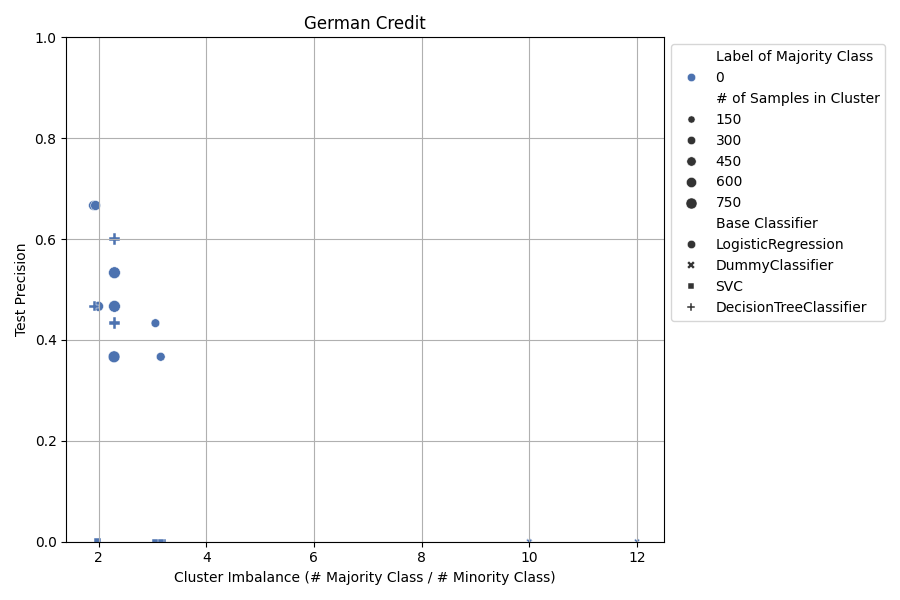 German Credit
1.0
0.8
0.6
0.4
0.2
0.0
Test Precision
2
4
6
8
10
12
Cluster Imbalance (# Majority Class / # Minority Class)
Label of Majority Class
0
# of Samples in Cluster
150
300
450
600
750
Base Classifier
LogisticRegression
DummyClassifier
SVC
DecisionTreeClassifier